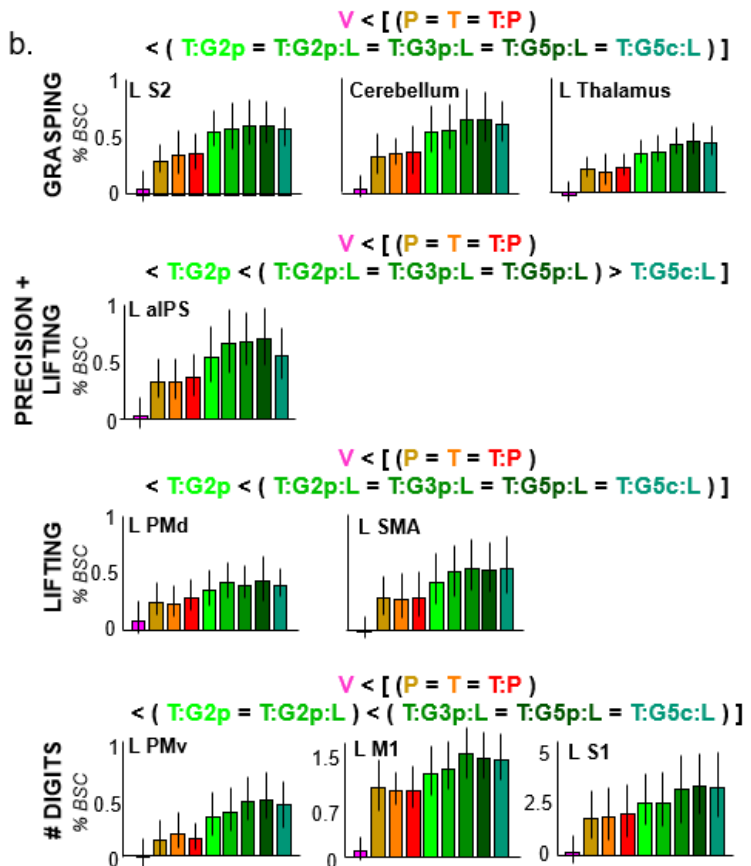 b.
V < [ (P = T = T:P )
< ( T:G2p = T:G2p:L = T:G3p:L = T:G5p:L = T:G5c:L ) ]
GRASPING
% BSC
1
0.5
0
L S2
Cerebellum
L Thalamus
V < [ (P = T = T:P )
< T:G2p < ( T:G2p:L = T:G3p:L = T:G5p:L ) > T:G5c:L ]
PRECISION +
LIFTING
% BSC
1
0.5
0
L aIPS
V < [ (P = T = T:P )
< T:G2p < ( T:G2p:L = T:G3p:L = T:G5p:L = T:G5c:L ) ]
LIFTING
% BSC
1
0.5
0
L PMd
L SMA
V < [ (P = T = T:P )
< ( T:G2p = T:G2p:L ) < ( T:G3p:L = T:G5p:L = T:G5c:L ) ]
# DIGITS
% BSC
1
0.5
0
L PMv
1.5
0.7
0
L M1
5
2.5
0
L S1